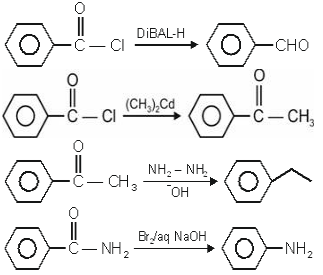 O
C – Cl DiBAL-H CHO
O O
C – Cl (CH₃)₂Cd C – CH₃
O
C – CH₃ NH₂ – NH₂
⁻OH
O
C – NH₂ Br₂/aq NaOH NH₂